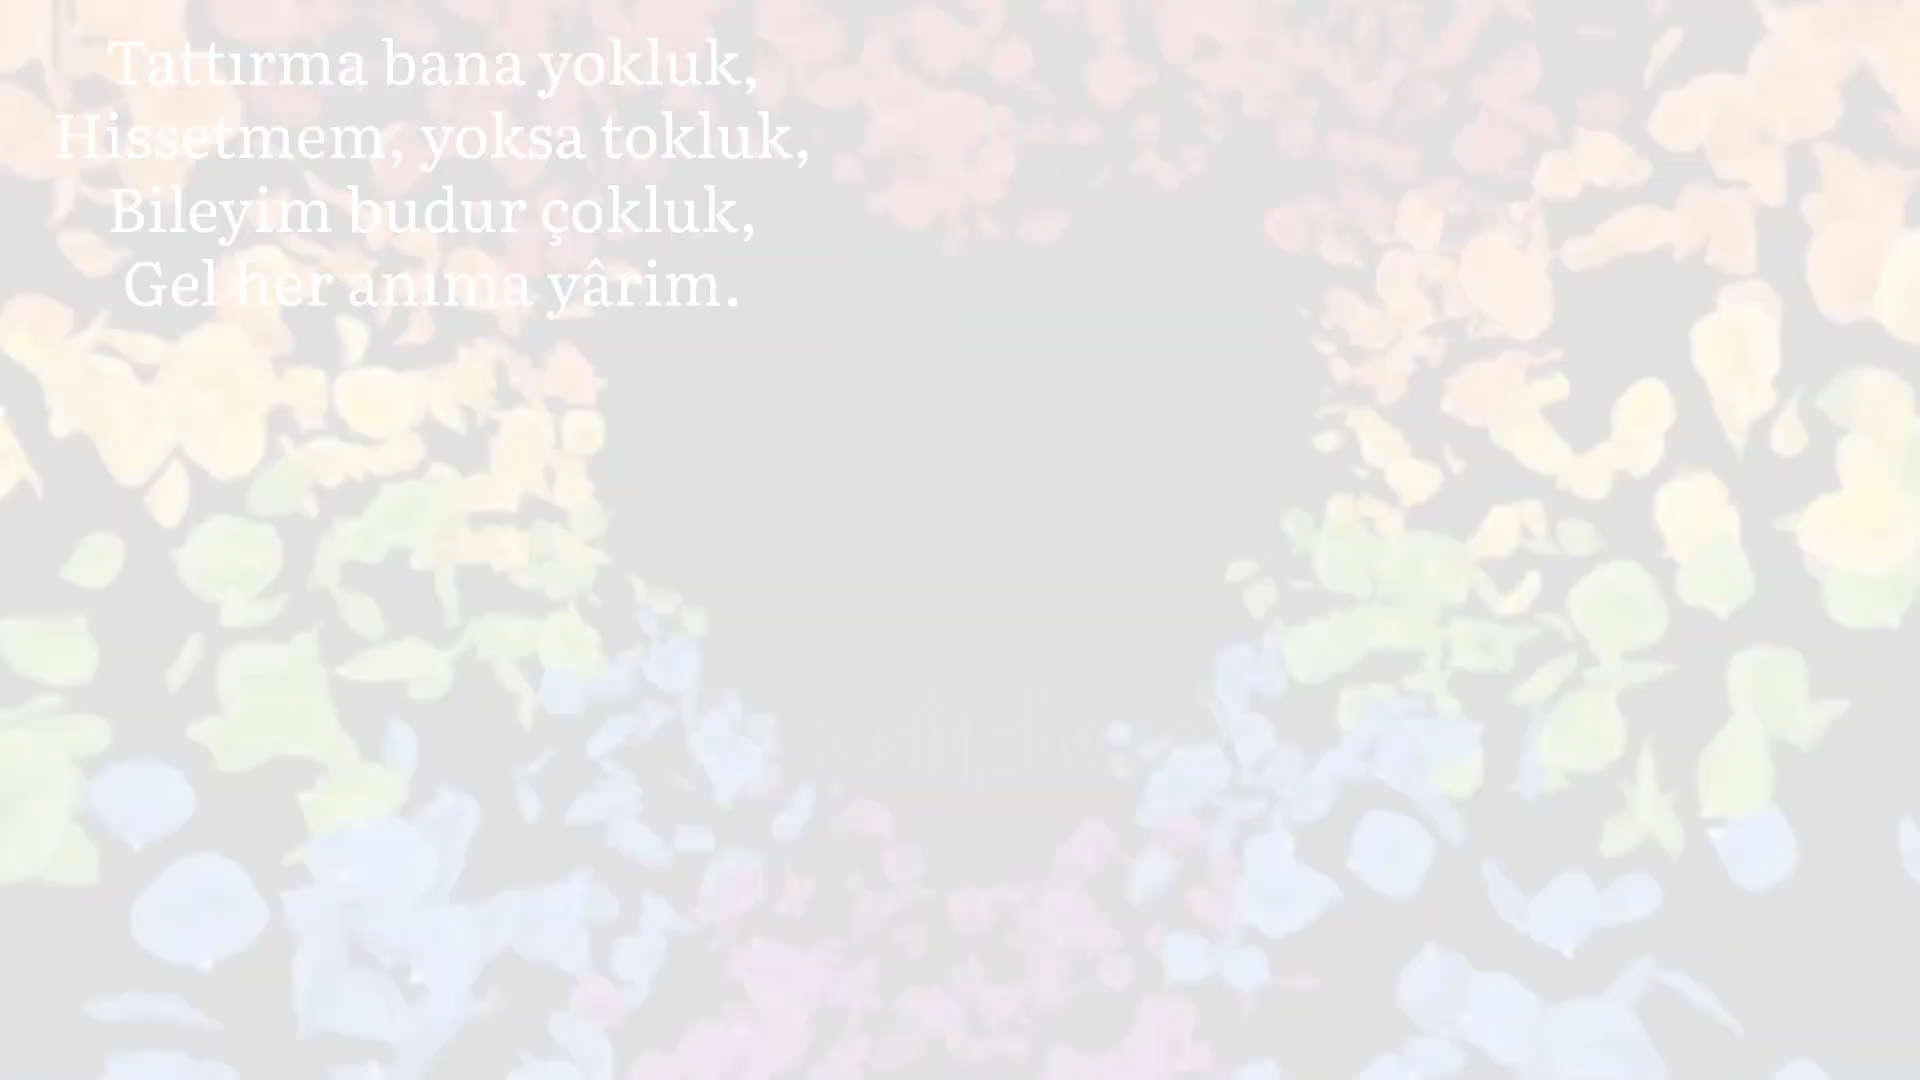 Tattırma bana yokluk,
Hissetmem, yoksa tokluk,
Bileyim budur çokluk,
Gel her anıma yârim.